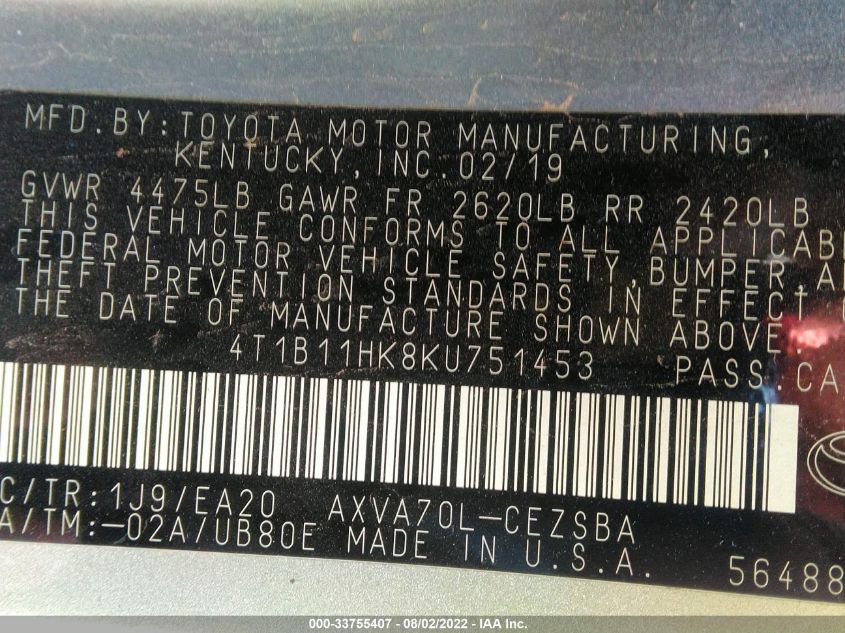 MFD.BY:TOYOTA MOTOR MANUFACTURING,
KENTUCKY,INC.02/19
GVWR 4475LB GAWR FR 2620LB RR 2420LB
THIS VEHICLE CONFORMS TO ALL APPLICABL
FEDERAL MOTOR VEHICLE SAFETY,BUMPER,A
THEFT PREVENTION STANDARDS IN EFFECT
THE DATE OF MANUFACTURE SHOWN ABOVE.
4T1B11HK8KU751453 PASS.CA
C/TR:1J9/EA20 AXVA70L-CEZSBA
A/TM:-02A/UB80E MADE IN U.S.A. 56488
000-33755407 - 08/02/2022 - IAA Inc.